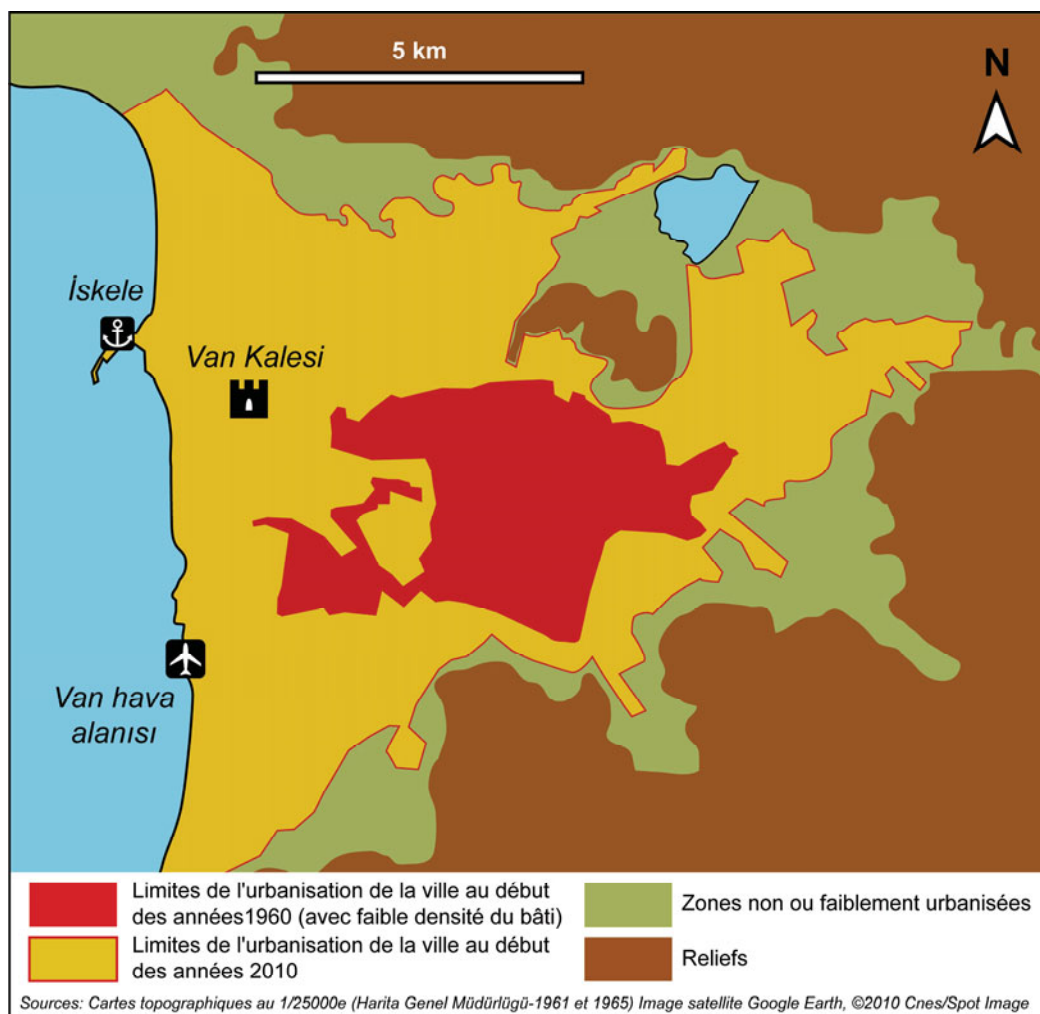 5 km
N
İskele
Van Kalesi
Van hava
alanısı
Limites de l'urbanisation de la ville au début
des années1960 (avec faible densité du bâti)
Limites de l'urbanisation de la ville au début
des années 2010
Zones non ou faiblement urbanisées
Reliefs
Sources: Cartes topographiques au 1/25000e (Harita Genel Müdürlügü-1961 et 1965) Image satellite Google Earth, ©2010 Cnes/Spot Image